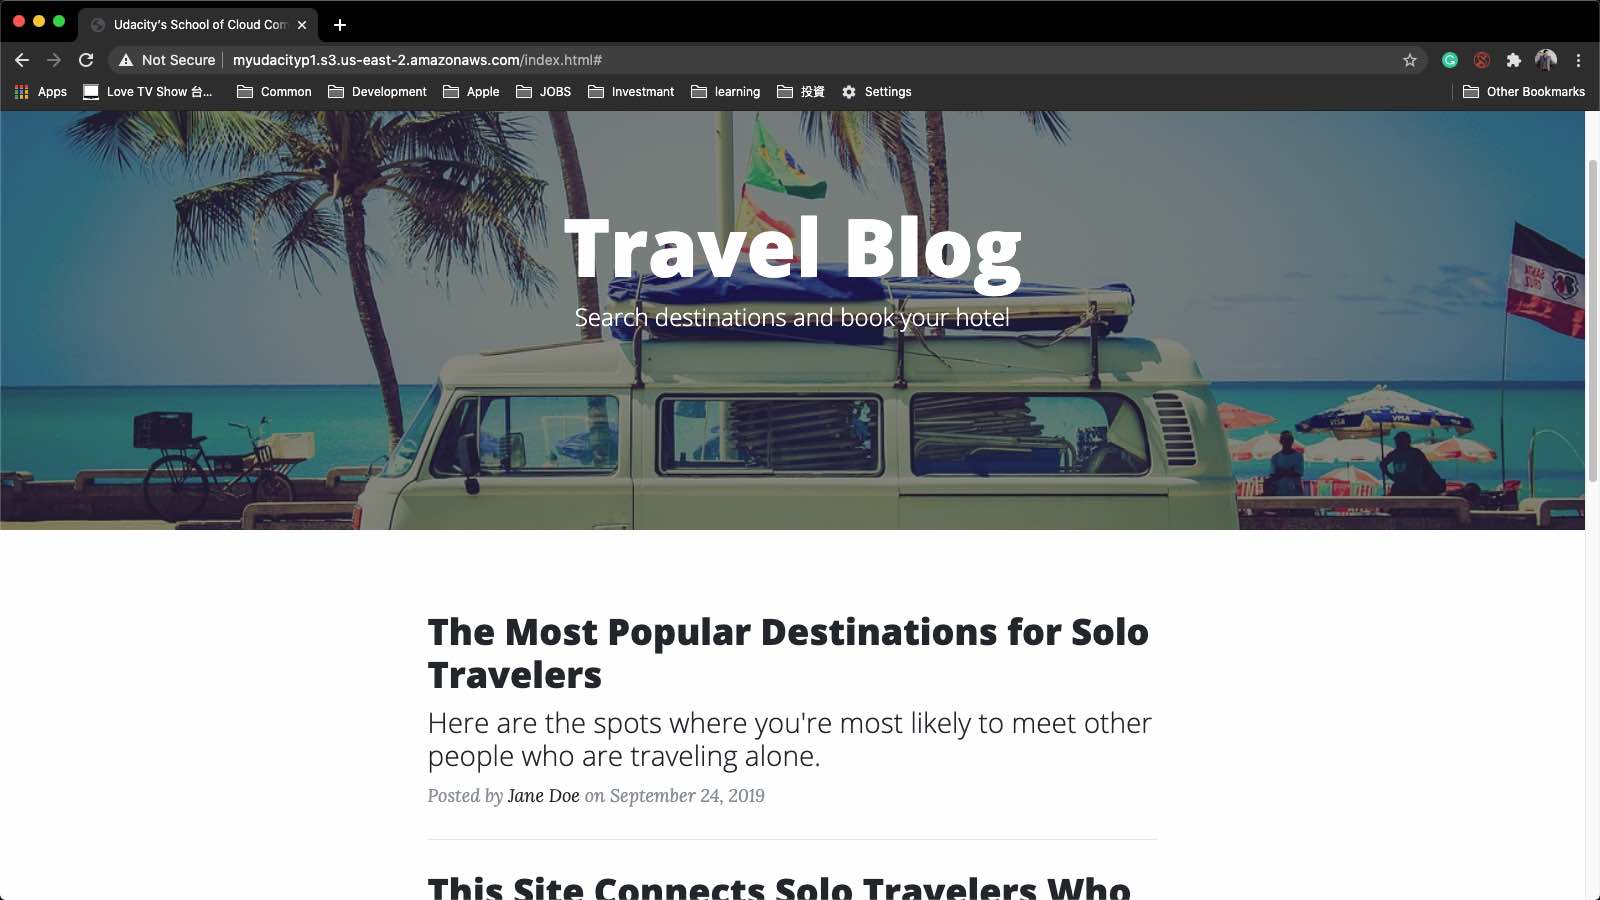 Udacity's School of Cloud Com
Not Secure
myudacityp1.s3.us-east-2.amazonaws.com/index.html#
Apps
Love TV Show 台...
Common
Development
Apple
JOBS
Investmant
learning
投資
Settings
Other Bookmarks
Travel Blog
Search destinations and book your hotel
VISA
VISA
The Most Popular Destinations for Solo
Travelers
Here are the spots where you're most likely to meet other
people who are traveling alone.
Posted by Jane Doe on September 24, 2019
This Site Connects Solo Travelers Who